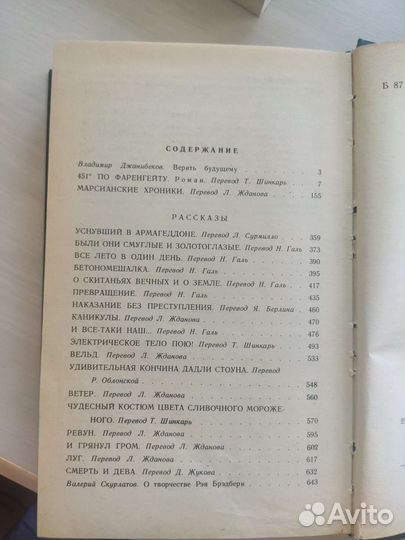 СОДЕРЖАНИЕ
Владимир Джанибеков. Верить будущему . . . 3
451° ПО ФАРЕНГЕЙТУ. Роман. Перевод Т. Шинкарь . 7
МАРСИАНСКИЕ ХРОНИКИ. Перевод Л. Жданова . . 155
РАССКАЗЫ
УСНУВШИЙ В АРМАГЕДДОНЕ. Перевод Л. Сумилло . . 359
БЫЛИ ОНИ СМУГЛЫЕ И ЗОЛОТОГЛАЗЫЕ. Перевод Н. Галь 373
ВСЕ ЛЕТО В ОДИН ДЕНЬ. Перевод Н. Галь . . . 390
БЕТОНОМЕШАЛКА. Перевод Н. Галь . . . 395
О СКИТАНЬЯХ ВЕЧНЫХ И О ЗЕМЛЕ. Перевод Н. Галь . 417
ПРЕВРАЩЕНИЕ. Перевод Н. Галь . . . 435
НАКАЗАНИЕ БЕЗ ПРЕСТУПЛЕНИЯ. Перевод Я. Берлина . 460
КАНИКУЛЫ. Перевод Л. Жданова . . . 470
И ВСЕ-ТАКИ НАШ... Перевод Н. Галь . . . 476
ЭЛЕКТРИЧЕСКОЕ ТЕЛО ПОЮ! Перевод Т. Шинкарь . . 493
ВЕЛЬД. Перевод Л. Жданова . . . 533
УДИВИТЕЛЬНАЯ КОНЧИНА ДАДЛИ СТОУНА. Перевод
Р. Облонской . . . 548
ВЕТЕР. Перевод Л. Жданова . . . 560
ЧУДЕСНЫЙ КОСТЮМ ЦВЕТА СЛИВОЧНОГО МОРОЖЕ-
НОГО. Перевод Т. Шинкарь . . . 570
РЕВУН. Перевод Л. Жданова . . . 595
И ГРЯНУЛ ГРОМ. Перевод Л. Жданова . . . 602
ЛУГ. Перевод Л. Жданова . . . 617
СМЕРТЬ И ДЕВА. Перевод Д. Жукова . . . 632
Валерий Скурлатов. О творчестве Рэя Брэдбери . . 643
Б 87
Avito